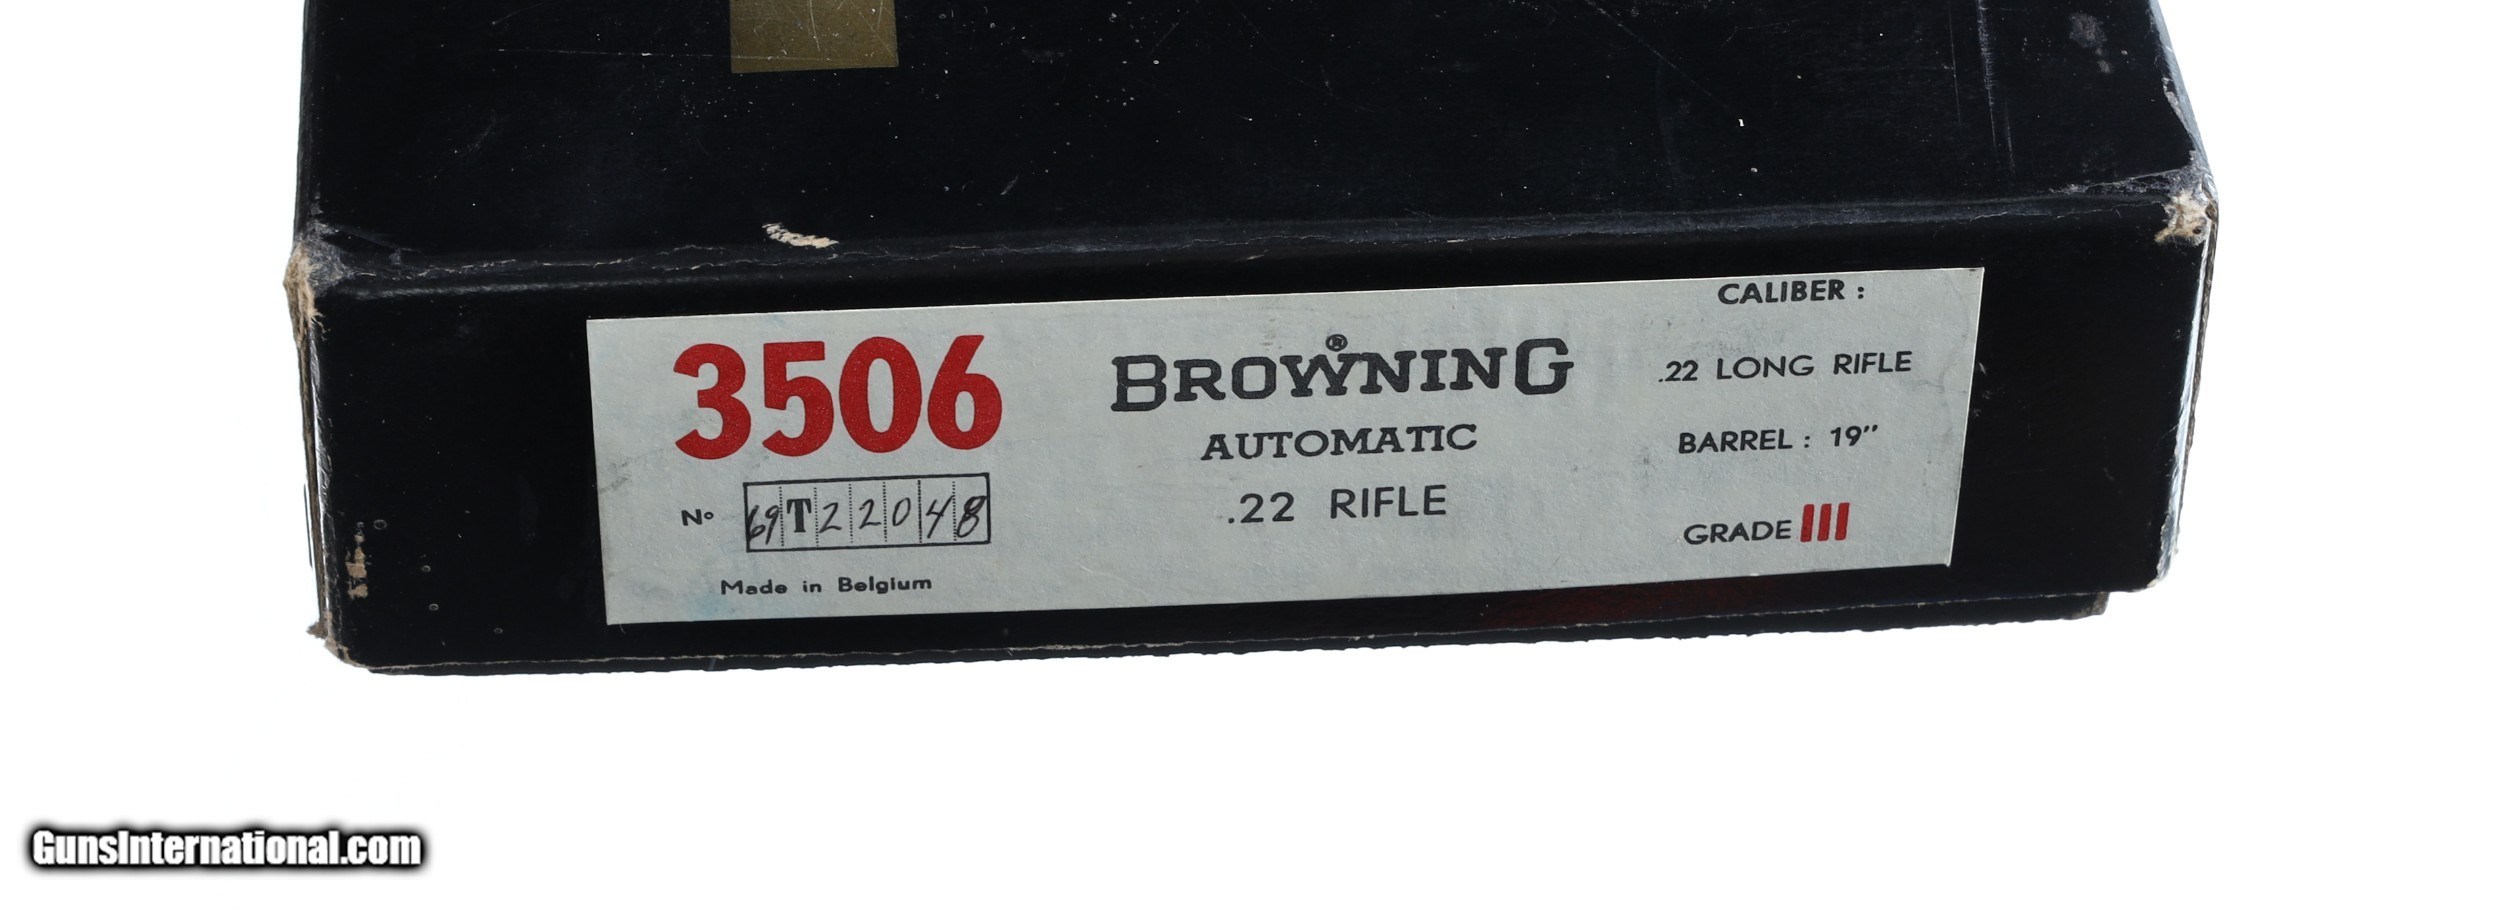 3506
BROWNING®
AUTOMATIC
.22 RIFLE
CALIBER :
.22 LONG RIFLE
BARREL : 19"
GRADE III
Nº 69T22048
Made in Belgium
GunsInternational.com